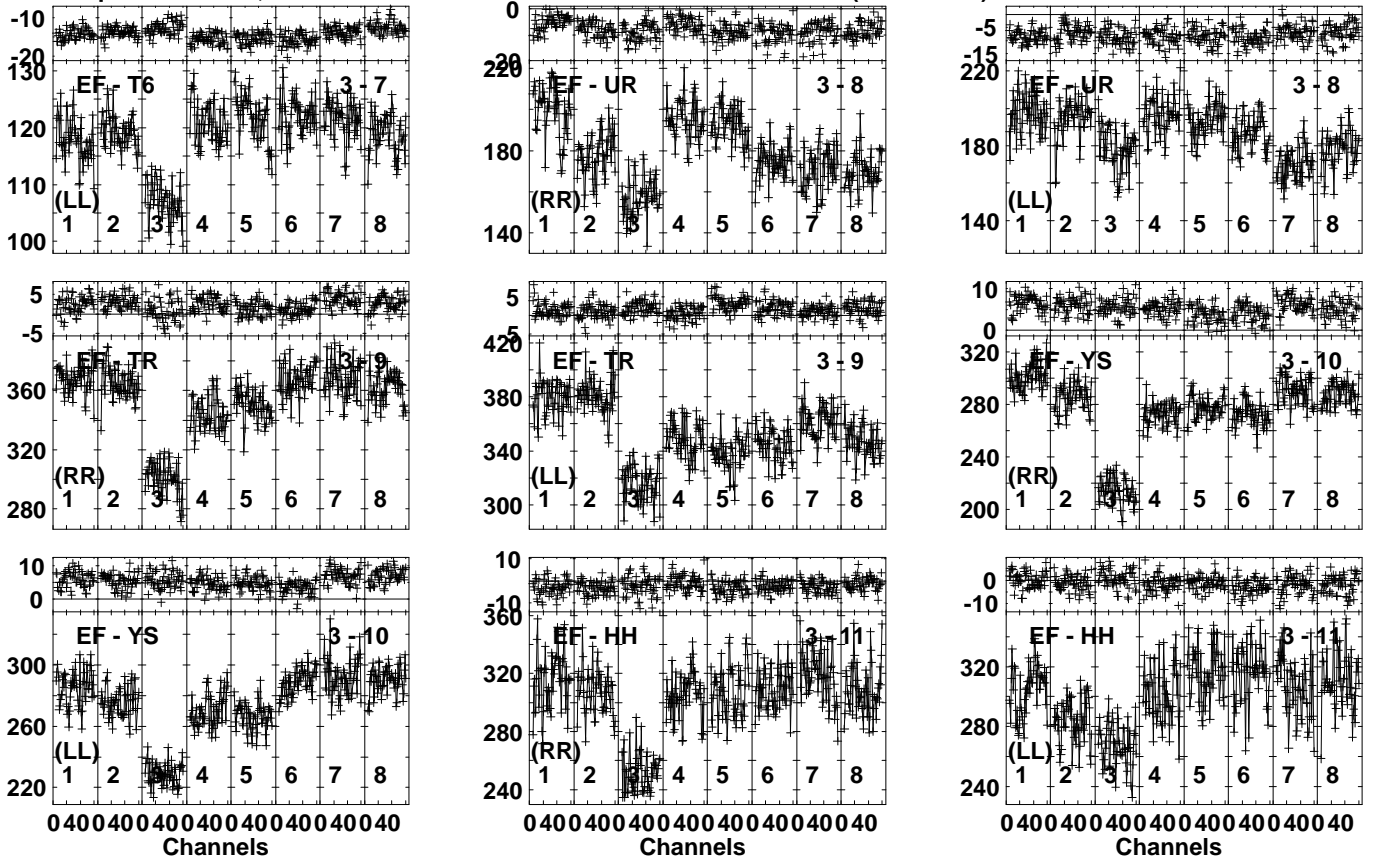 -10
-20
130
120
110
100
EF - T6 3 - 7
(LL)
1 2 3 4 5 6 7 8
0
20
220
180
140
EF - UR 3 - 8
(RR)
1 2 3 4 5 6 7 8
-5
-15
220
180
140
EF - UR 3 - 8
(LL)
1 2 3 4 5 6 7 8
5
-5
360
320
280
EF - TR 3 - 9
(RR)
1 2 3 4 5 6 7 8
5
5
420
380
340
300
EF - TR 3 - 9
(LL)
1 2 3 4 5 6 7 8
10
0
320
280
240
200
EF - YS 3 - 10
(RR)
1 2 3 4 5 6 7 8
10
0
300
260
220
EF - YS 3 - 10
(LL)
1 2 3 4 5 6 7 8
0 40 0 40 0 40 0 40 0 40 0 40 0 40 0 40
Channels
10
-10
360
320
280
240
EF - HH 3 - 11
(RR)
1 2 3 4 5 6 7 8
0 40 0 40 0 40 0 40 0 40 0 40 0 40 0 40
Channels
0
-10
320
280
240
EF - HH 3 - 11
(LL)
1 2 3 4 5 6 7 8
0 40 0 40 0 40 0 40 0 40 0 40 0 40 0 40
Channels